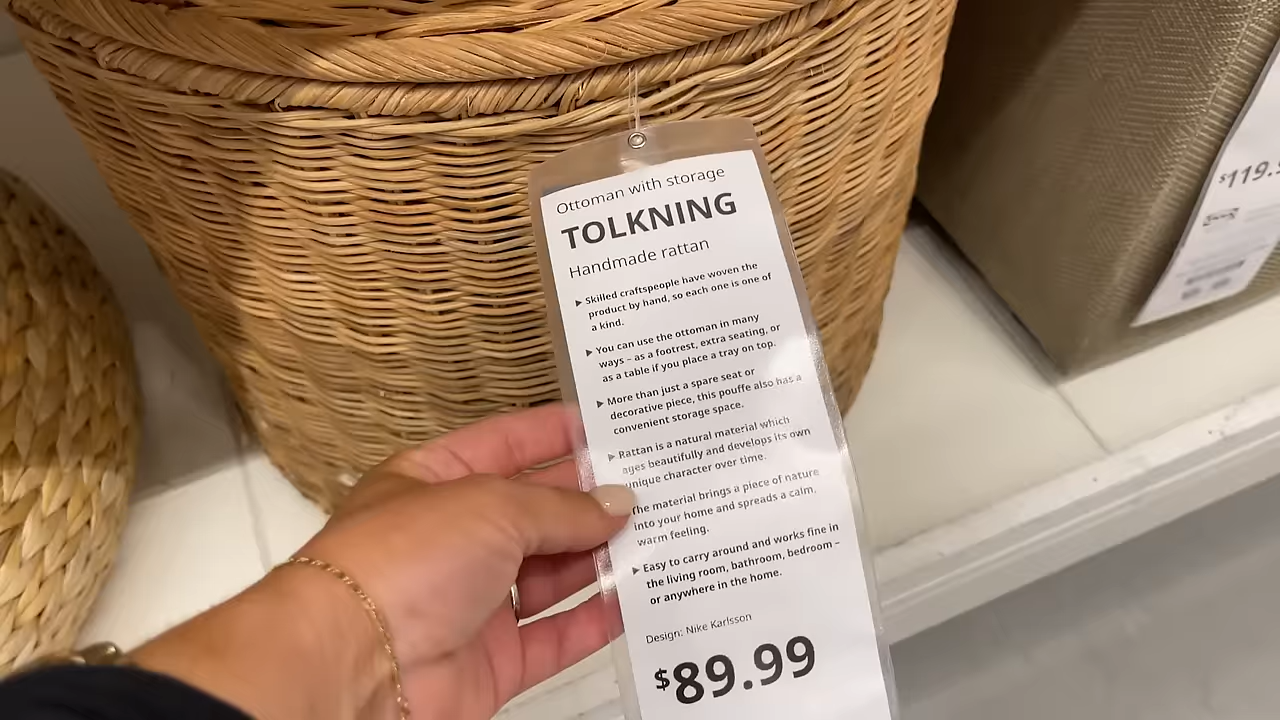 Ottoman with storage
TOLKNING
Handmade rattan
▶ Skilled craftspeople have woven the
product by hand, so each one is one of
a kind.
▶ You can use the ottoman in many
ways – as a footrest, extra seating, or
as a table if you place a tray on top.
▶ More than just a spare seat or
decorative piece, this pouffe also has a
convenient storage space.
▶ Rattan is a natural material which
ages beautifully and develops its own
unique character over time.
The material brings a piece of nature
into your home and spreads a calm,
warm feeling.
▶ Easy to carry around and works fine in
the living room, bathroom, bedroom –
or anywhere in the home.
Design: Nike Karlsson
$89.99
$119.
IKEA